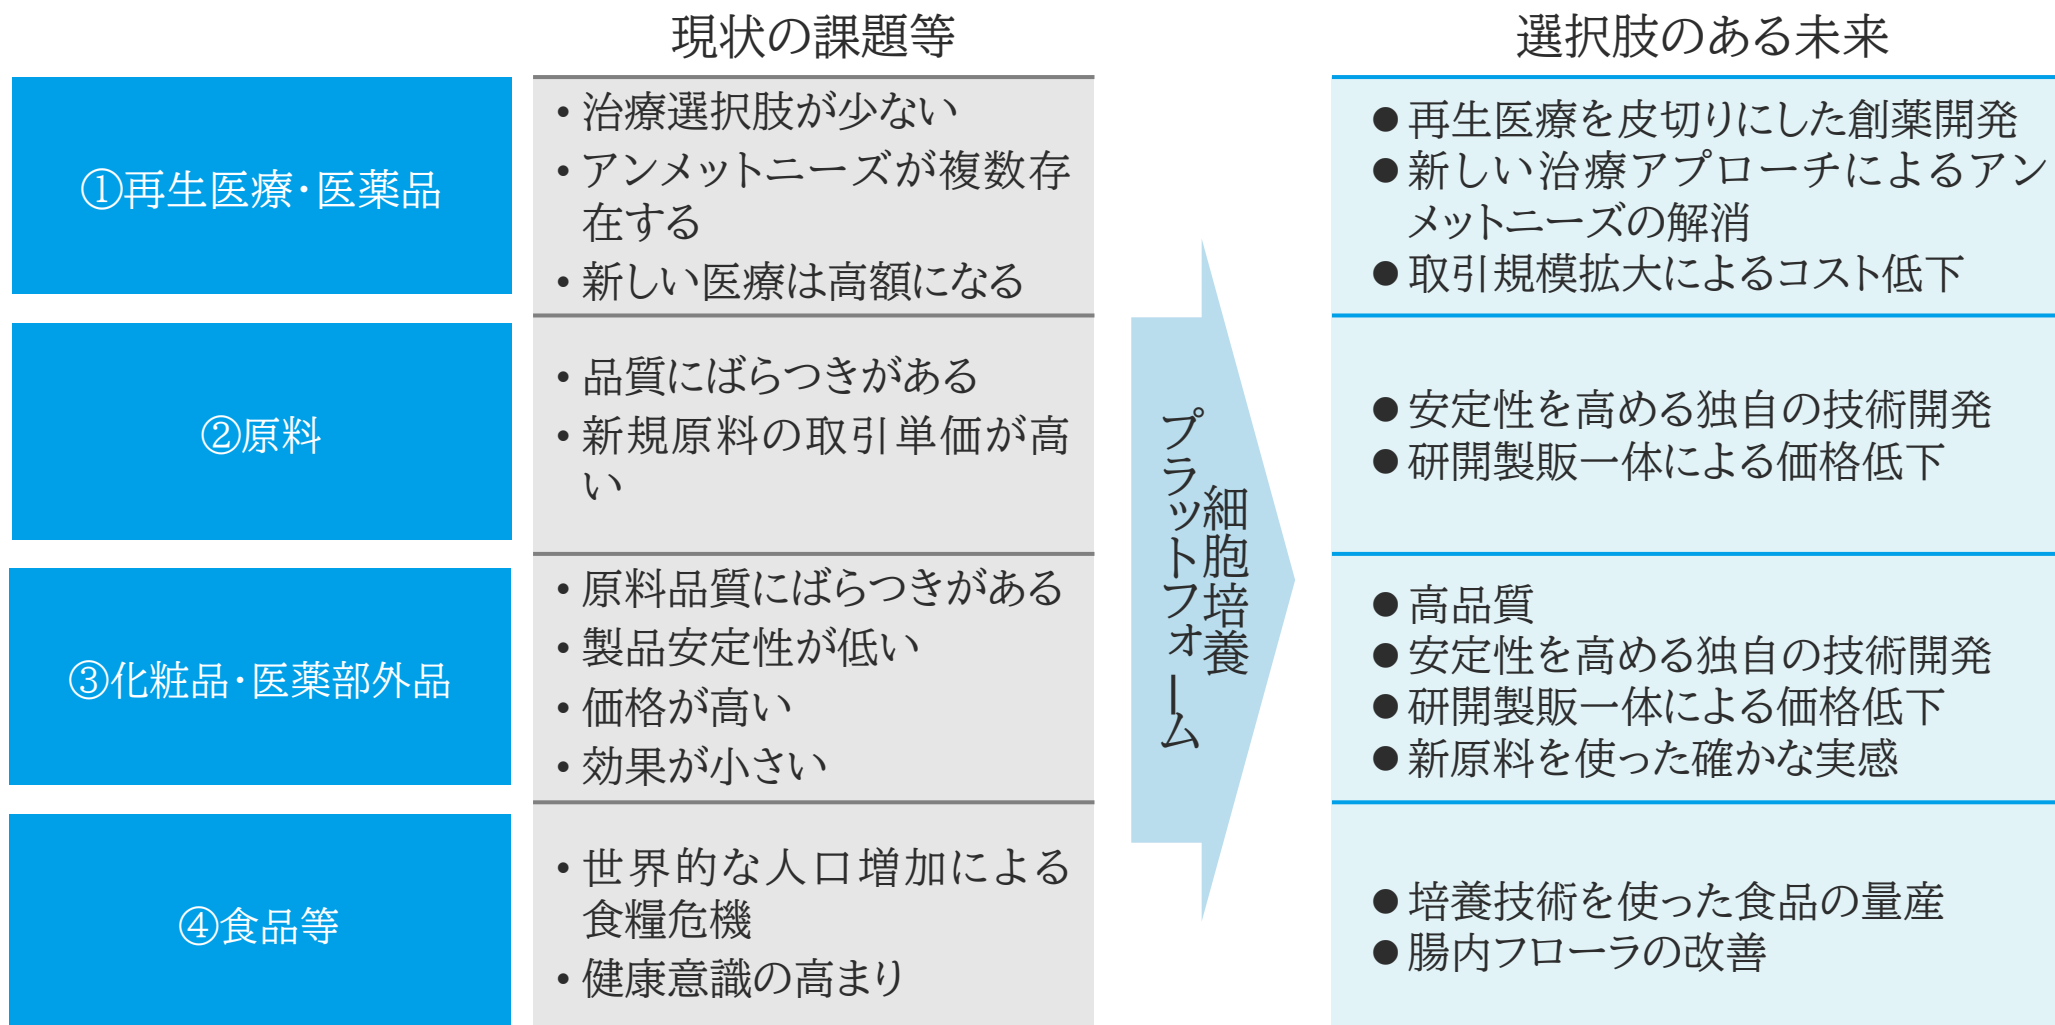 現状の課題等
選択肢のある未来
①再生医療・医薬品
• 治療選択肢が少ない
• アンメットニーズが複数存
在する
• 新しい医療は高額になる
● 再生医療を皮切りにした創薬開発
● 新しい治療アプローチによるアン
メットニーズの解消
● 取引規模拡大によるコスト低下
②原料
• 品質にばらつきがある
• 新規原料の取引単価が高
い
● 安定性を高める独自の技術開発
● 研開製販一体による価格低下
細胞培養
プラットフォーム
③化粧品・医薬部外品
• 原料品質にばらつきがある
• 製品安定性が低い
• 価格が高い
• 効果が小さい
● 高品質
● 安定性を高める独自の技術開発
● 研開製販一体による価格低下
● 新原料を使った確かな実感
④食品等
• 世界的な人口増加による
食糧危機
• 健康意識の高まり
● 培養技術を使った食品の量産
● 腸内フローラの改善